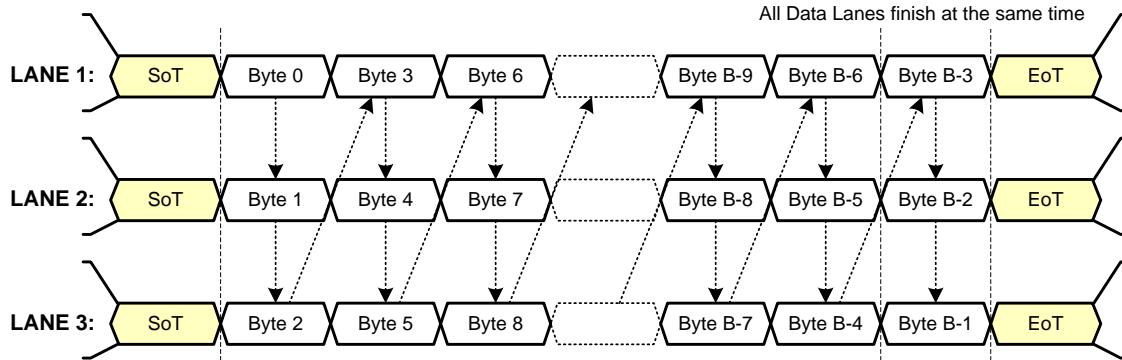 All Data Lanes finish at the same time
LANE 1: SoT Byte 0 Byte 3 Byte 6 Byte B-9 Byte B-6 Byte B-3 EoT
LANE 2: SoT Byte 1 Byte 4 Byte 7 Byte B-8 Byte B-5 Byte B-2 EoT
LANE 3: SoT Byte 2 Byte 5 Byte 8 Byte B-7 Byte B-4 Byte B-1 EoT